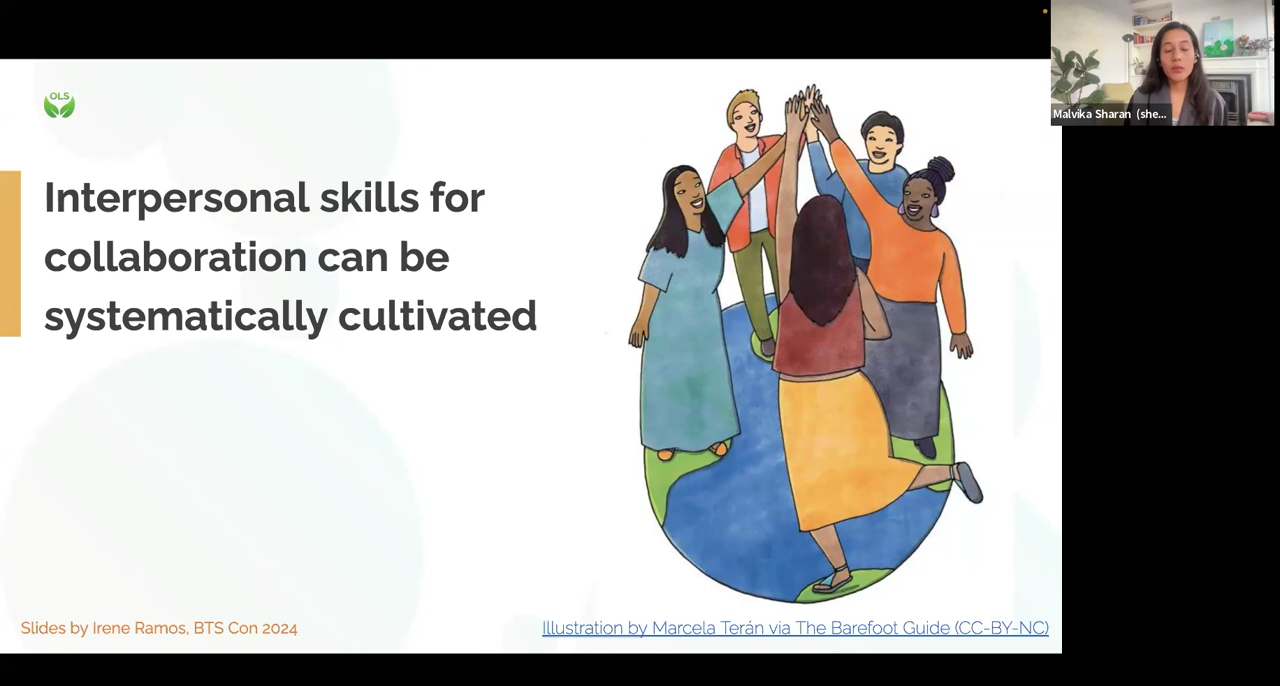 OLS
Interpersonal skills for
collaboration can be
systematically cultivated
Malvika Sharan (she...
Slides by Irene Ramos, BTS Con 2024
Illustration by Marcela Terán via The Barefoot Guide (CC-BY-NC)